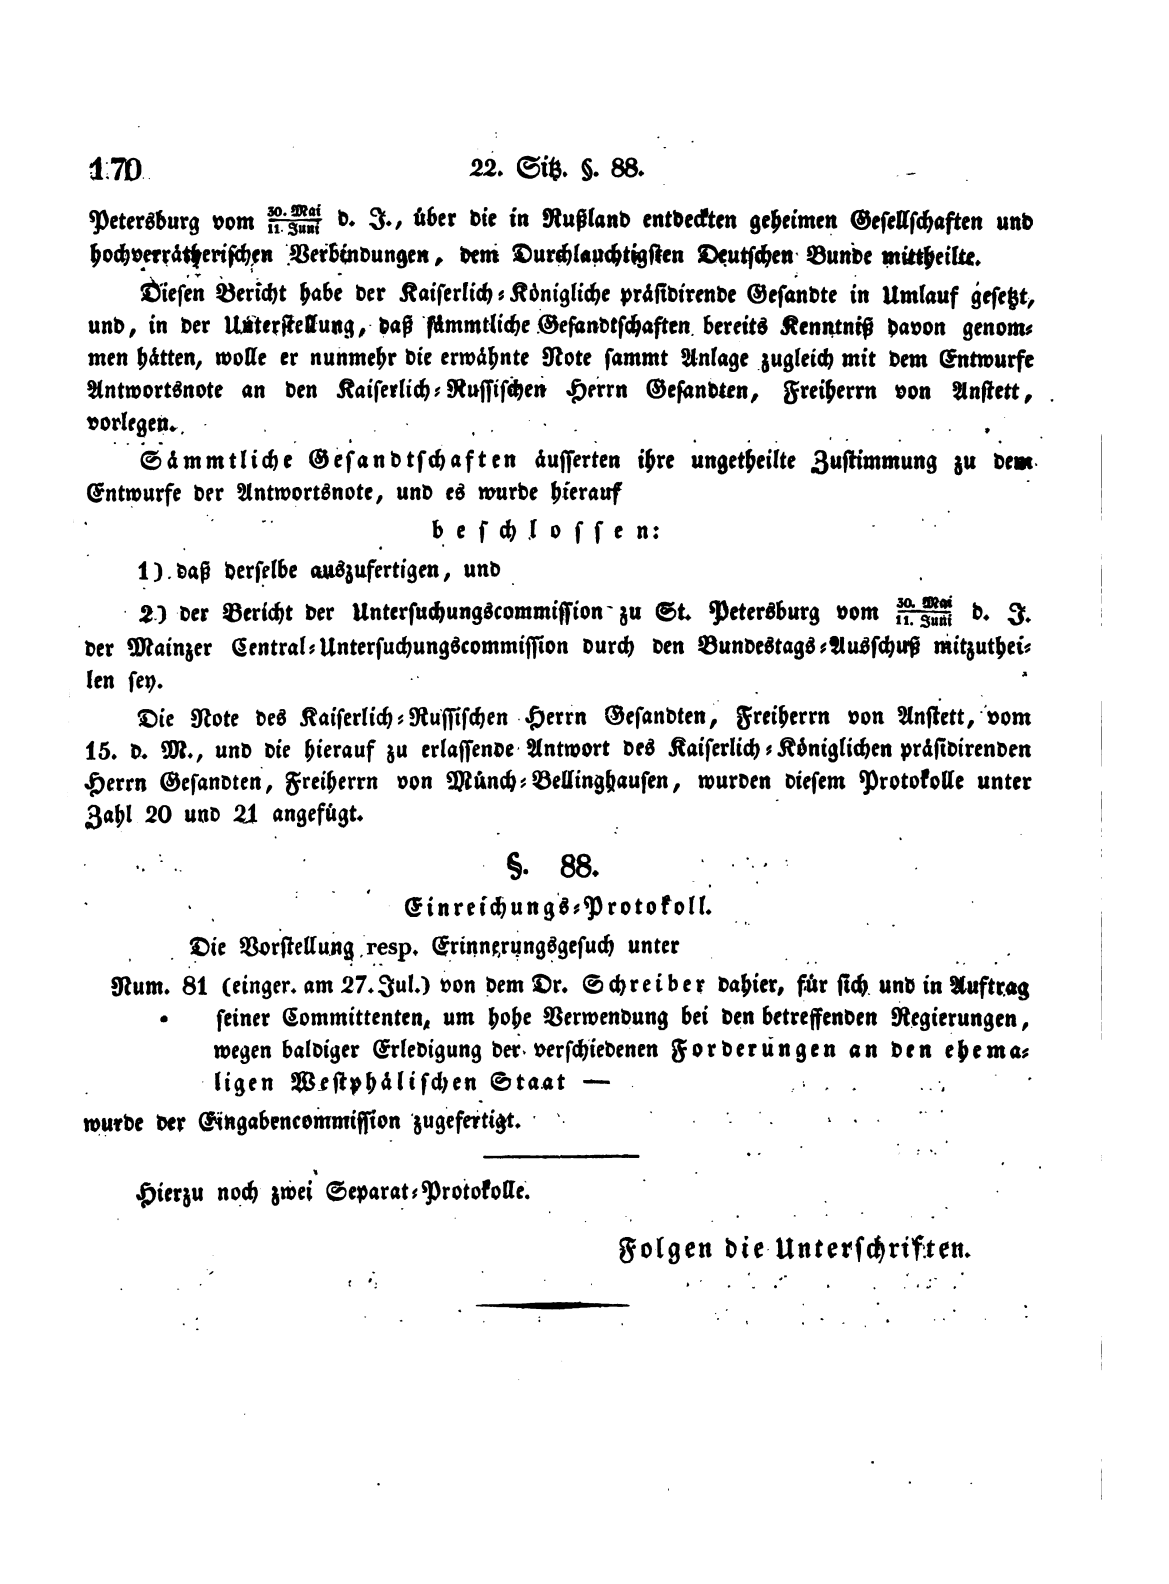 170 22. Sitz. §. 88.
Petersburg vom 30. Mai/11. Juni d. J., über die in Rußland entdeckten geheimen Gesellschaften und
hochverrätherischen Verbindungen, dem Durchlauchtigsten Deutschen Bunde mittheilte.
Diesen Bericht habe der Kaiserlich-Königliche präsidirende Gesandte in Umlauf gesetzt,
und, in der Unterstellung, daß sämmtliche Gesandtschaften bereits Kenntniß davon genom-
men hätten, wolle er nunmehr die erwähnte Note sammt Anlage zugleich mit dem Entwurfe
Antwortsnote an den Kaiserlich-Russischen Herrn Gesandten, Freiherrn von Anstett,
vorlegen.
Sämmtliche Gesandtschaften äusserten ihre ungetheilte Zustimmung zu dem
Entwurfe der Antwortsnote, und es wurde hierauf
beschlossen:
1) daß derselbe auszufertigen, und
2) der Bericht der Untersuchungscommission zu St. Petersburg vom 30. Mai/11. Juni d. J.
der Mainzer Central-Untersuchungscommission durch den Bundestags-Ausschuß mitzuthei-
len sey.
Die Note des Kaiserlich-Russischen Herrn Gesandten, Freiherrn von Anstett, vom
15. d. M., und die hierauf zu erlassende Antwort des Kaiserlich-Königlichen präsidirenden
Herrn Gesandten, Freiherrn von Münch-Bellinghausen, wurden diesem Protokolle unter
Zahl 20 und 21 angefügt.
§. 88.
Einreichungs-Protokoll.
Die Vorstellung resp. Erinnerungsgesuch unter
Num. 81 (einger. am 27. Jul.) von dem Dr. Schreiber dahier, für sich und in Auftrag
seiner Committenten, um hohe Verwendung bei den betreffenden Regierungen,
wegen baldiger Erledigung der verschiedenen Forderungen an den ehema-
ligen Westphälischen Staat —
wurde der Eingabencommission zugefertigt.
Hierzu noch zwei Separat-Protokolle.
Folgen die Unterschriften.